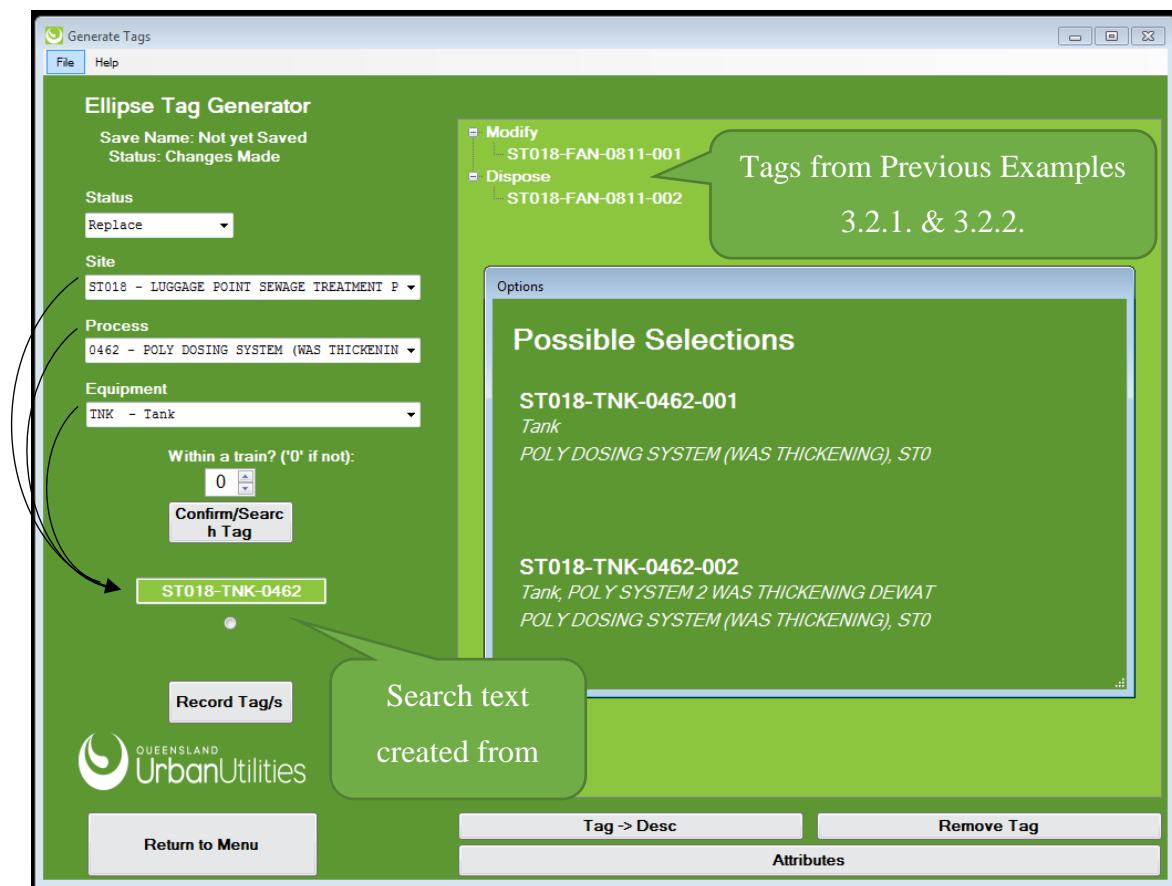 Generate Tags
File Help
Ellipse Tag Generator
Save Name: Not yet Saved
Status: Changes Made
Status
Replace
Site
ST018 - LUGGAGE POINT SEWAGE TREATMENT P
Process
0462 - POLY DOSING SYSTEM (WAS THICKENIN
Equipment
TNK - Tank
Within a train? ('0' if not):
0
Confirm/Searc
h Tag
ST018-TNK-0462
Record Tag/s
QUEENSLAND
UrbanUtilities
Return to Menu
Modify
ST018-FAN-0811-001
Dispose
ST018-FAN-0811-002
Tags from Previous Examples
3.2.1. & 3.2.2.
Options
Possible Selections
ST018-TNK-0462-001
Tank
POLY DOSING SYSTEM (WAS THICKENING), ST0
ST018-TNK-0462-002
Tank, POLY SYSTEM 2 WAS THICKENING DEWAT
POLY DOSING SYSTEM (WAS THICKENING), ST0
Search text
created from
Tag -> Desc
Remove Tag
Attributes